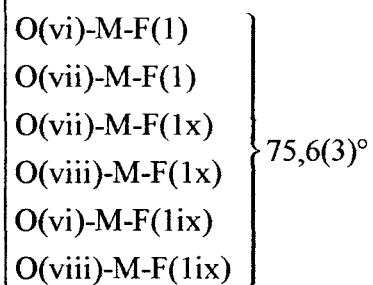 O(vi)-M-F(1)
O(vii)-M-F(1)
O(vii)-M-F(1x)
O(viii)-M-F(1x)
O(vi)-M-F(1ix)
O(viii)-M-F(1ix)
75,6(3)°